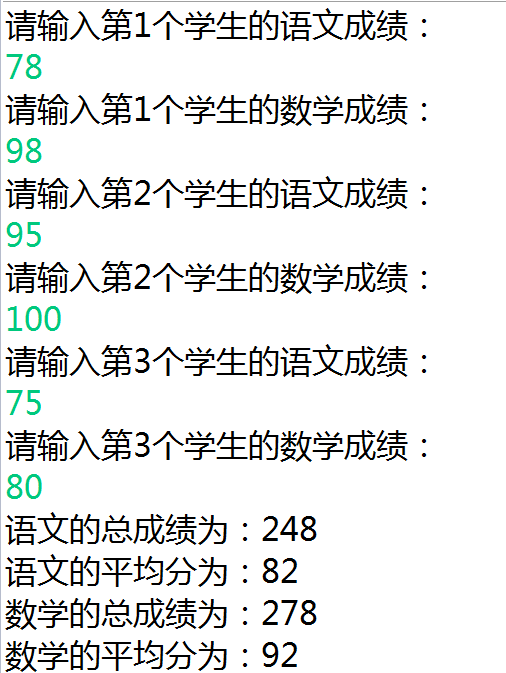 请输入第1个学生的语文成绩：
78
请输入第1个学生的数学成绩：
98
请输入第2个学生的语文成绩：
95
请输入第2个学生的数学成绩：
100
请输入第3个学生的语文成绩：
75
请输入第3个学生的数学成绩：
80
语文的总成绩为：248
语文的平均分为：82
数学的总成绩为：278
数学的平均分为：92